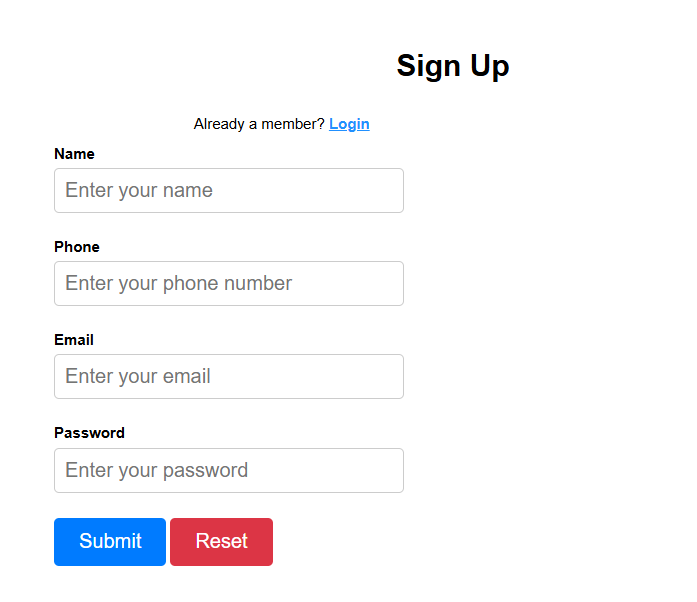 Sign Up
Already a member? Login
Name
Enter your name
Phone
Enter your phone number
Email
Enter your email
Password
Enter your password
Submit Reset